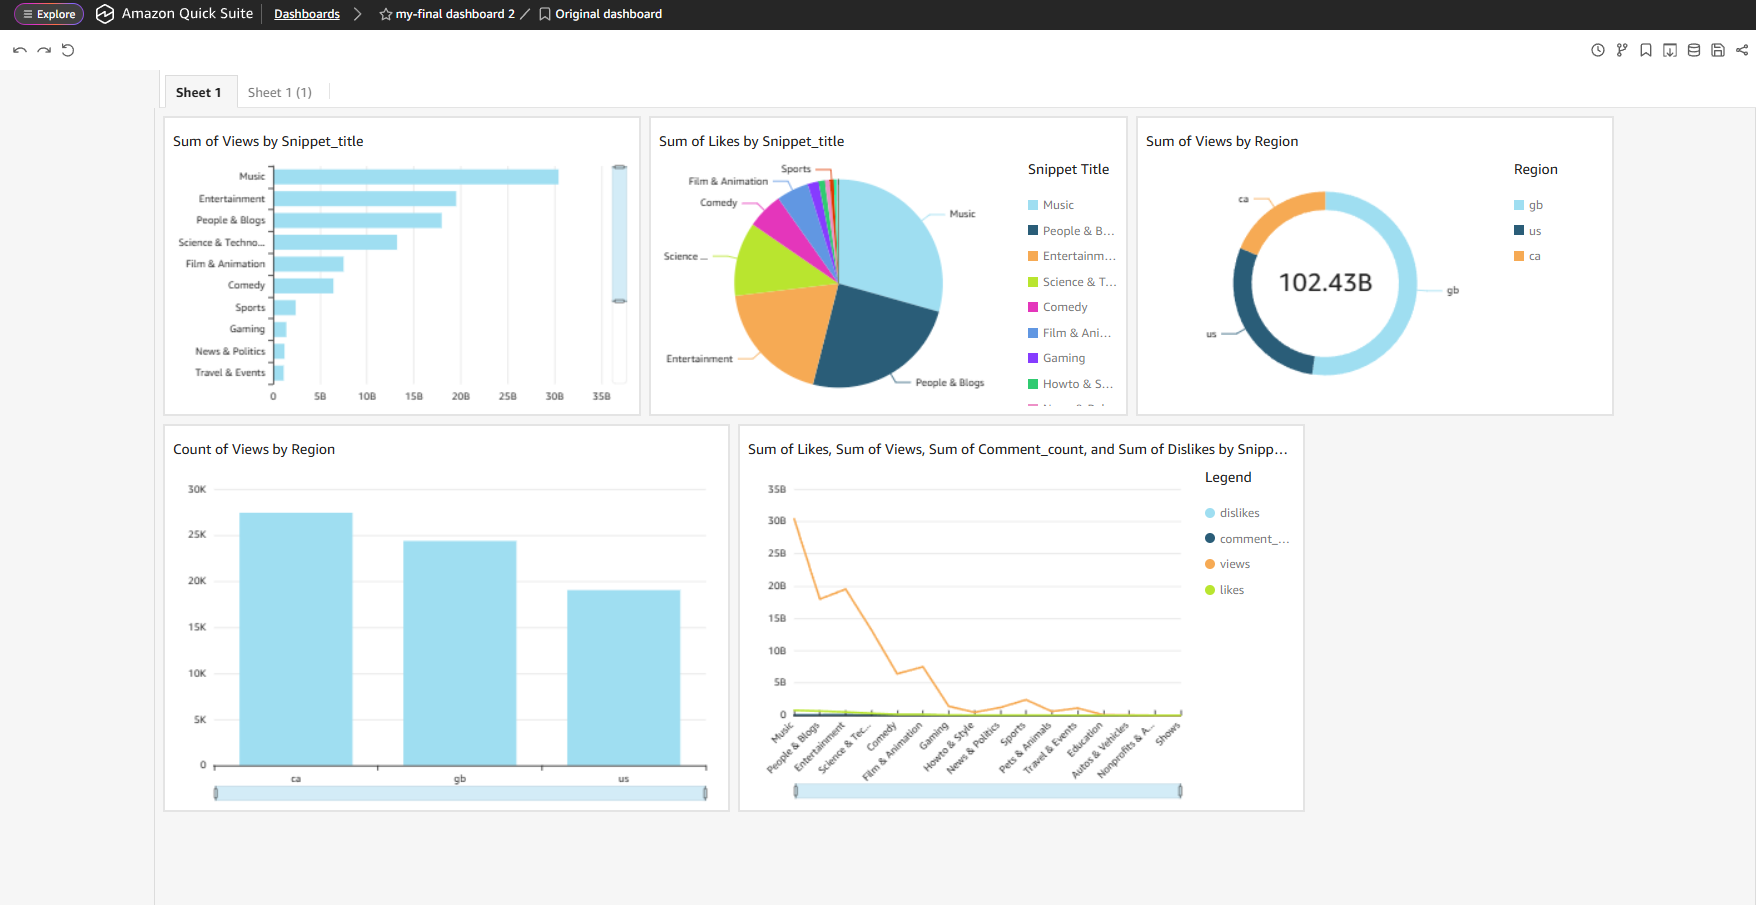 Explore Amazon Quick Suite Dashboards my-final dashboard 2 / Original dashboard
Sheet 1 Sheet 1 (1)
Sum of Views by Snippet_title
Music
Entertainment
People & Blogs
Science & Techno...
Film & Animation
Comedy
Sports
Gaming
News & Politics
Travel & Events
0 5B 10B 15B 20B 25B 30B 35B
Sum of Likes by Snippet_title
Sports
Film & Animation
Comedy
Science ...
Entertainment
Music
People & Blogs
Snippet Title
Music
People & B...
Entertainm...
Science & T...
Comedy
Film & Ani...
Gaming
Howto & S...
Sum of Views by Region
ca
us
gb
102.43B
Region
gb
us
ca
Count of Views by Region
30K
25K
20K
15K
10K
5K
0
ca gb us
Sum of Likes, Sum of Views, Sum of Comment_count, and Sum of Dislikes by Snipp...
35B
30B
25B
20B
15B
10B
5B
0
Music
People & Blogs
Entertainment
Science & Tec...
Comedy
Film & Animation
Gaming
Howto & Style
News & Politics
Sports
Pets & Animals
Travel & Events
Education
Autos & Vehicles
Nonprofits & A...
Shows
Legend
dislikes
comment_...
views
likes